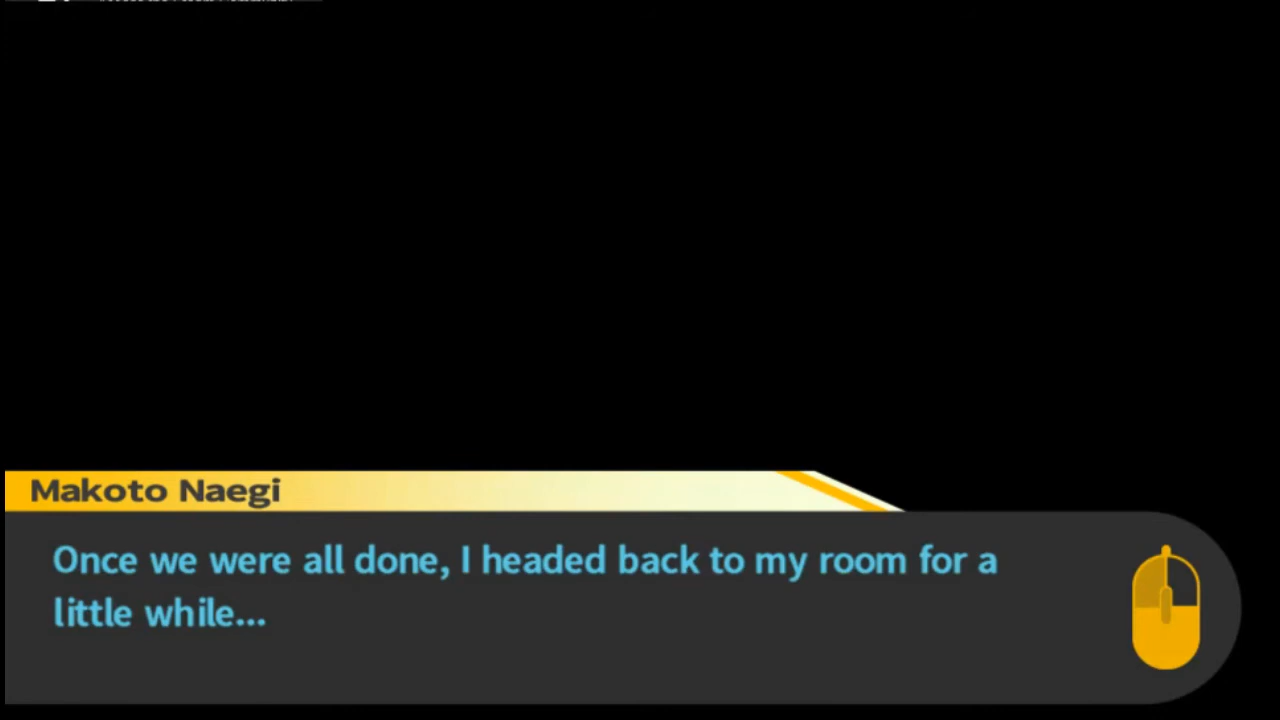 Makoto Naegi
Once we were all done, I headed back to my room for a
little while...